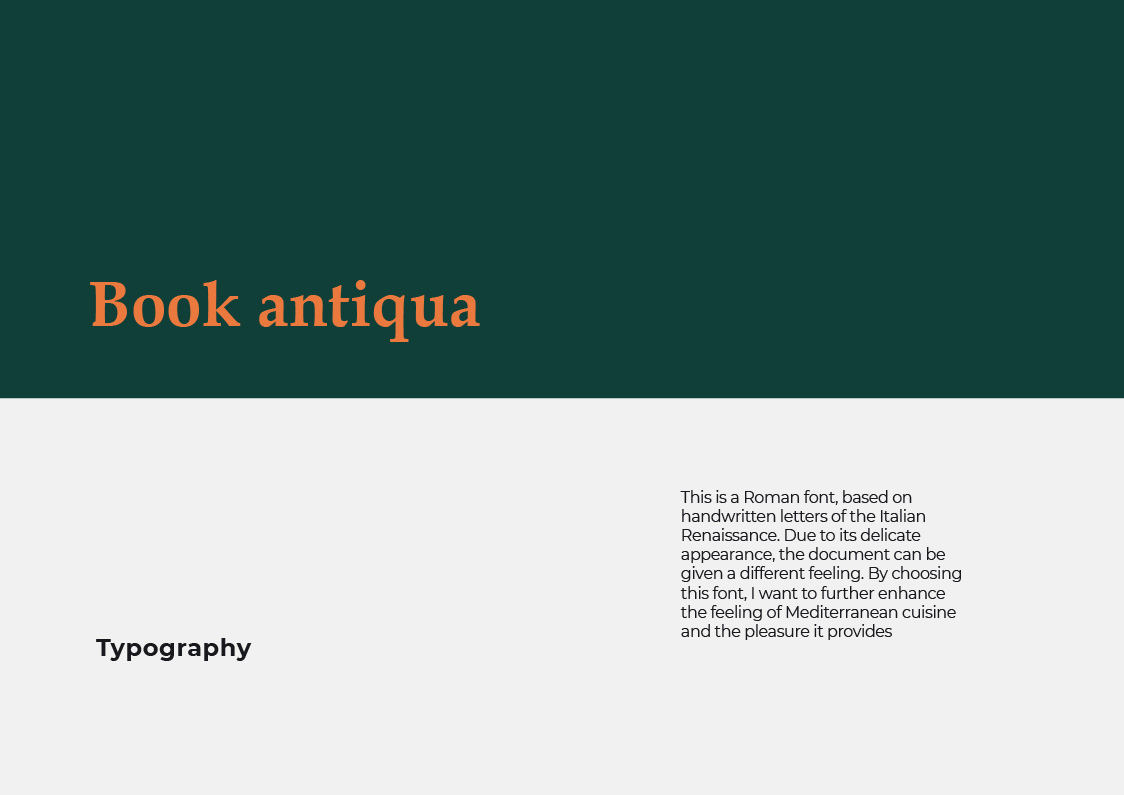 Book antiqua
This is a Roman font, based on
handwritten letters of the Italian
Renaissance. Due to its delicate
appearance, the document can be
given a different feeling. By choosing
this font, I want to further enhance
the feeling of Mediterranean cuisine
and the pleasure it provides
Typography